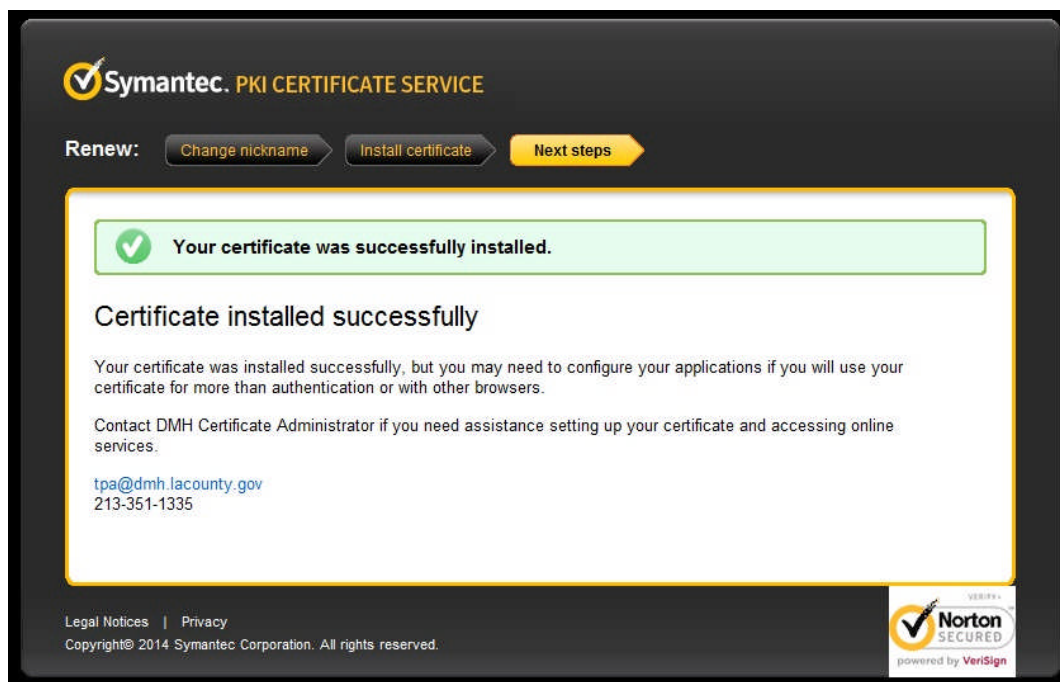 Symantec. PKI CERTIFICATE SERVICE
Renew: Change nickname Install certificate Next steps
Your certificate was successfully installed.
Certificate installed successfully
Your certificate was installed successfully, but you may need to configure your applications if you will use your
certificate for more than authentication or with other browsers.
Contact DMH Certificate Administrator if you need assistance setting up your certificate and accessing online
services.
tpa@dmh.lacounty.gov
213-351-1335
Legal Notices | Privacy
Copyright© 2014 Symantec Corporation. All rights reserved.
VERIFY▸
Norton
SECURED
powered by VeriSign